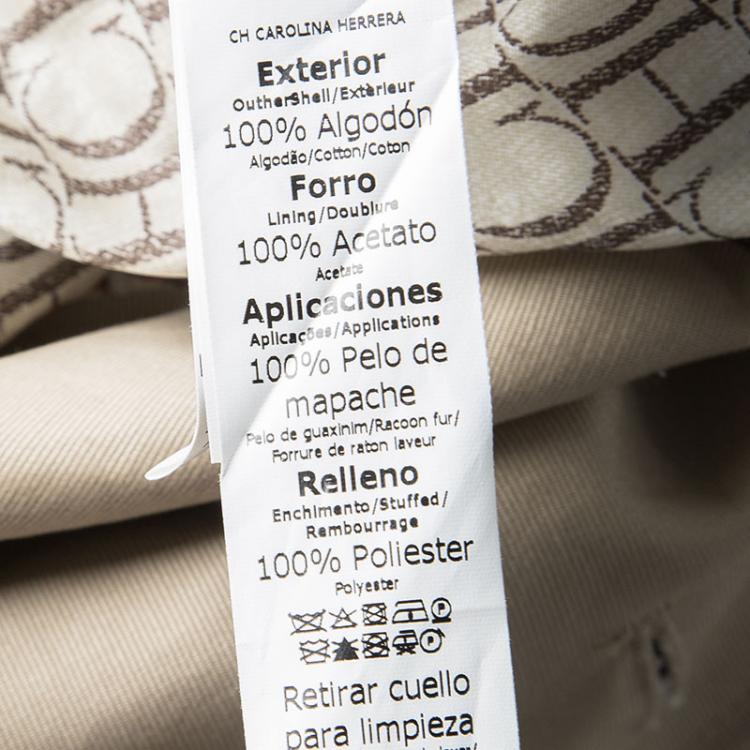 CH CAROLINA HERRERA
Exterior
OutherShell/Extèrieur
100% Algodón
Algodão/Cotton/Coton
Forro
Lining/Doublure
100% Acetato
Acetate
Aplicaciones
Aplicações/Applications
100% Pelo de
mapache
Pelo de guaxinim/Racoon fur/
Forrure de raton laveur
Relleno
Enchimento/Stuffed/
Rembourrage
100% Poliester
Polyester
P
P
Retirar cuello
para limpieza